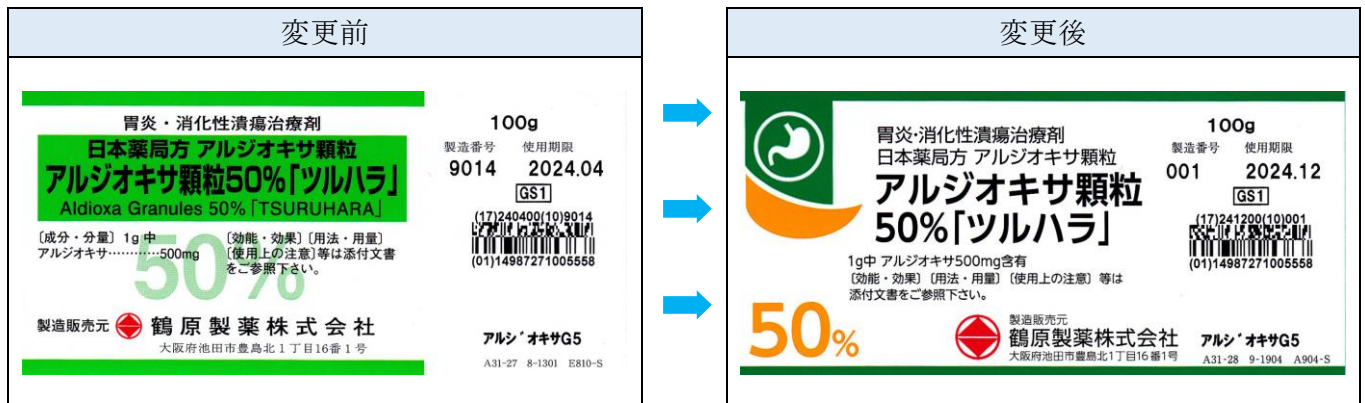 変更前
胃炎・消化性潰瘍治療剤
日本薬局方 アルジオキサ顆粒
アルジオキサ顆粒50%「ツルハラ」
Aldioxa Granules 50%「TSURUHARA」
50%
〔成分・分量〕1g 中
アルジオキサ…………500mg
〔効能・効果〕〔用法・用量〕
〔使用上の注意〕等は添付文書
をご参照下さい。
製造販売元 鶴原製薬株式会社
大阪府池田市豊島北1丁目16番1号
100g
製造番号 使用期限
9014 2024.04
GS1
(17)240400(10)9014
(01)14987271005558
アルジオキサG5
A31-27 8-1301 E810-S
変更後
胃炎・消化性潰瘍治療剤
日本薬局方 アルジオキサ顆粒
アルジオキサ顆粒
50%「ツルハラ」
1g中 アルジオキサ500mg含有
〔効能・効果〕〔用法・用量〕〔使用上の注意〕等は
添付文書をご参照下さい。
50%
製造販売元
鶴原製薬株式会社
大阪府池田市豊島北1丁目16番1号
100g
製造番号 使用期限
001 2024.12
GS1
(17)241200(10)001
(01)14987271005558
アルジオキサG5
A31-28 9-1904 A904-S